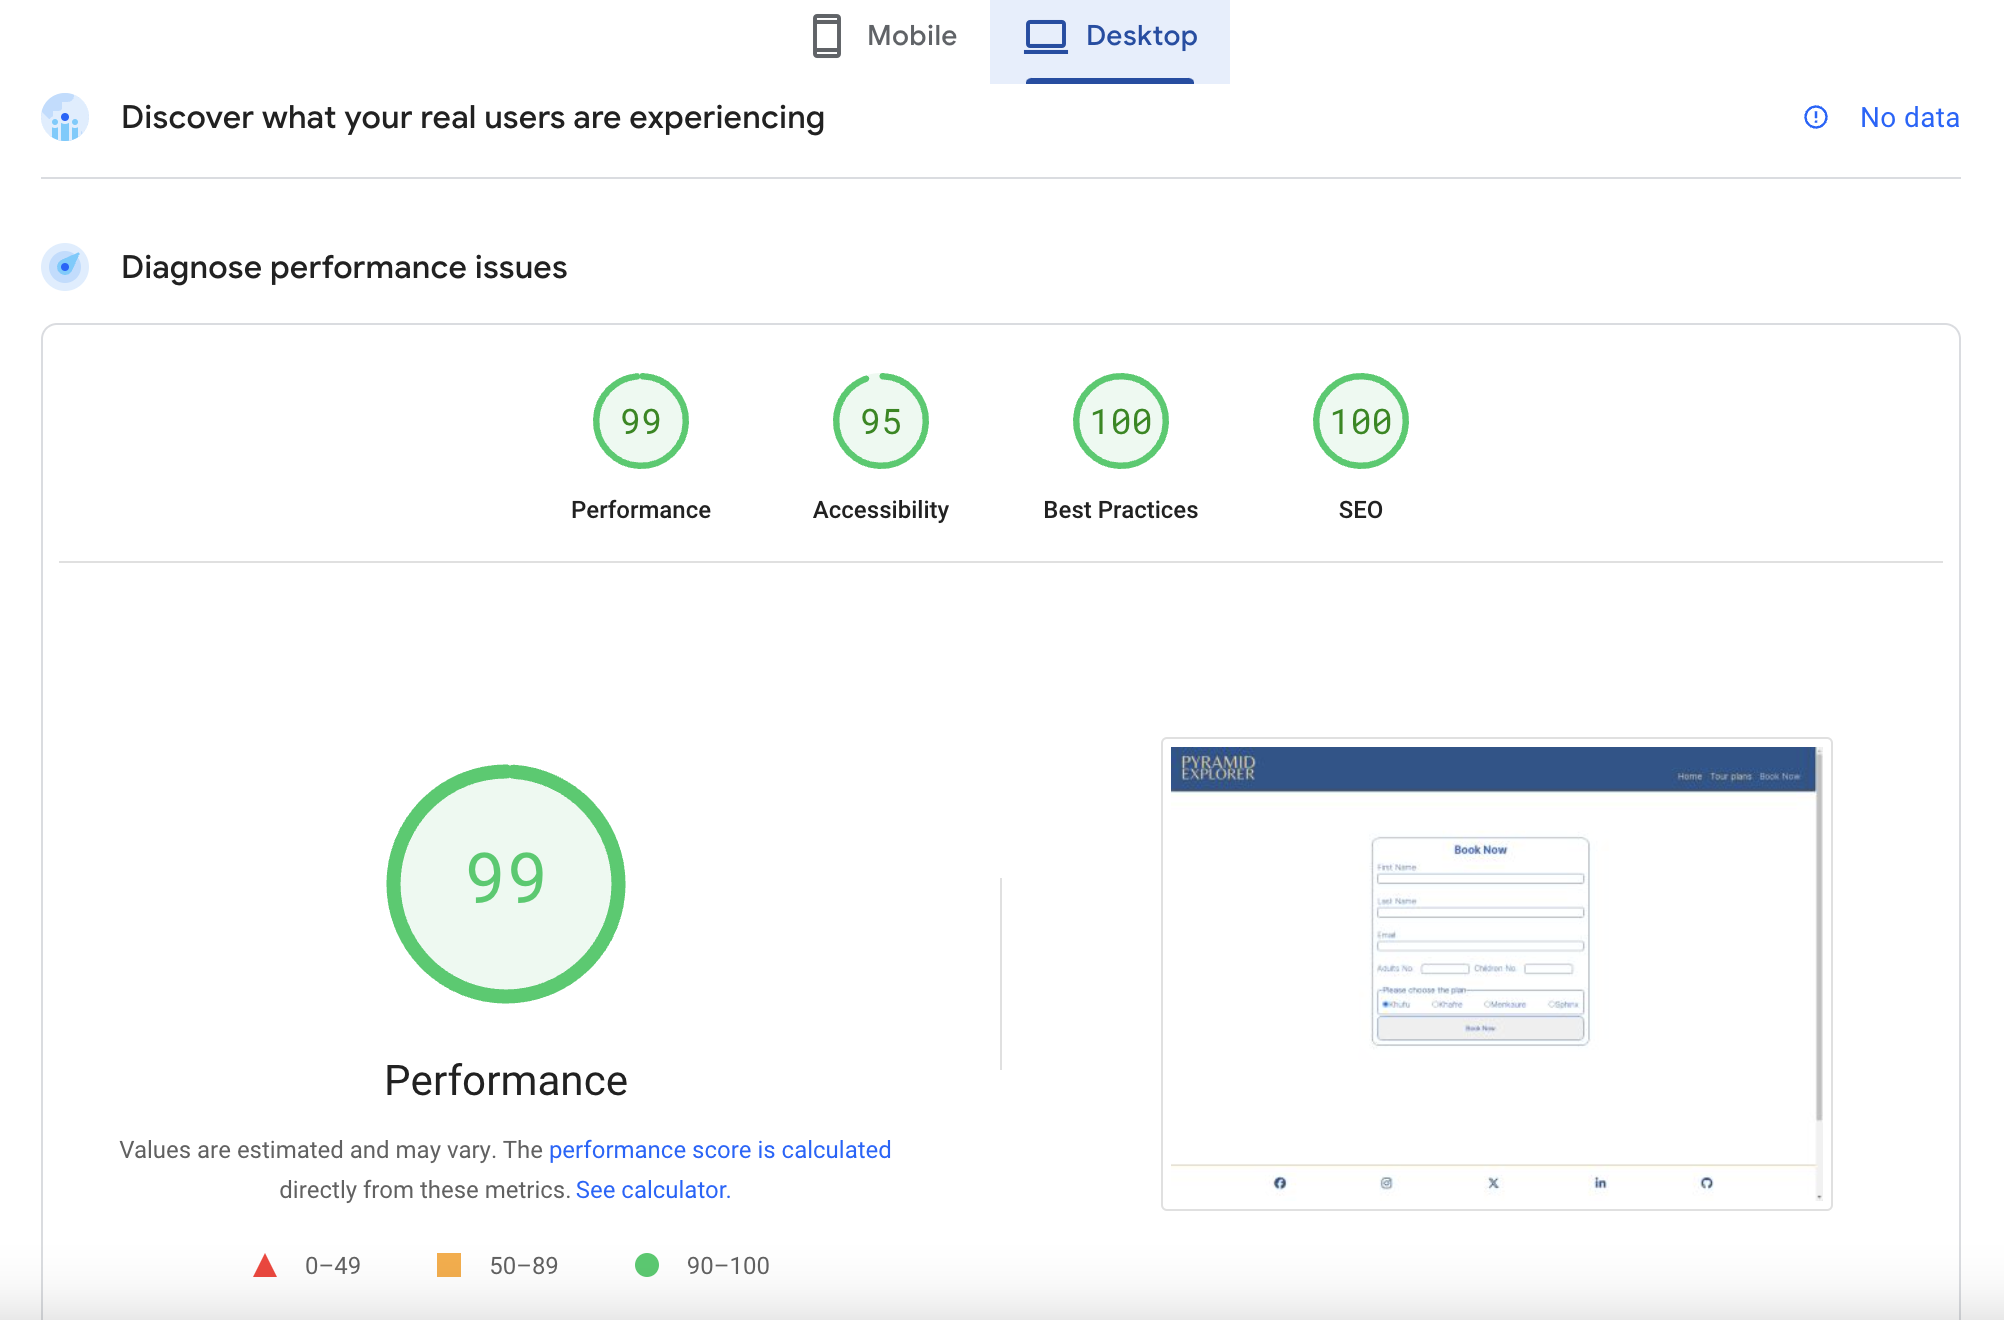 Mobile
Desktop
Discover what your real users are experiencing
No data
Diagnose performance issues
99
95
100
100
Performance
Accessibility
Best Practices
SEO
99
Performance
Values are estimated and may vary. The performance score is calculated
directly from these metrics. See calculator.
0–49
50–89
90–100
PYRAMID
EXPLORER
Home Tour plans Book Now
Book Now
First Name
Last Name
Email
Adults No
Children No
Please choose the plan
Khufu
Khafre
Menkaure
Sphinx
Book Now